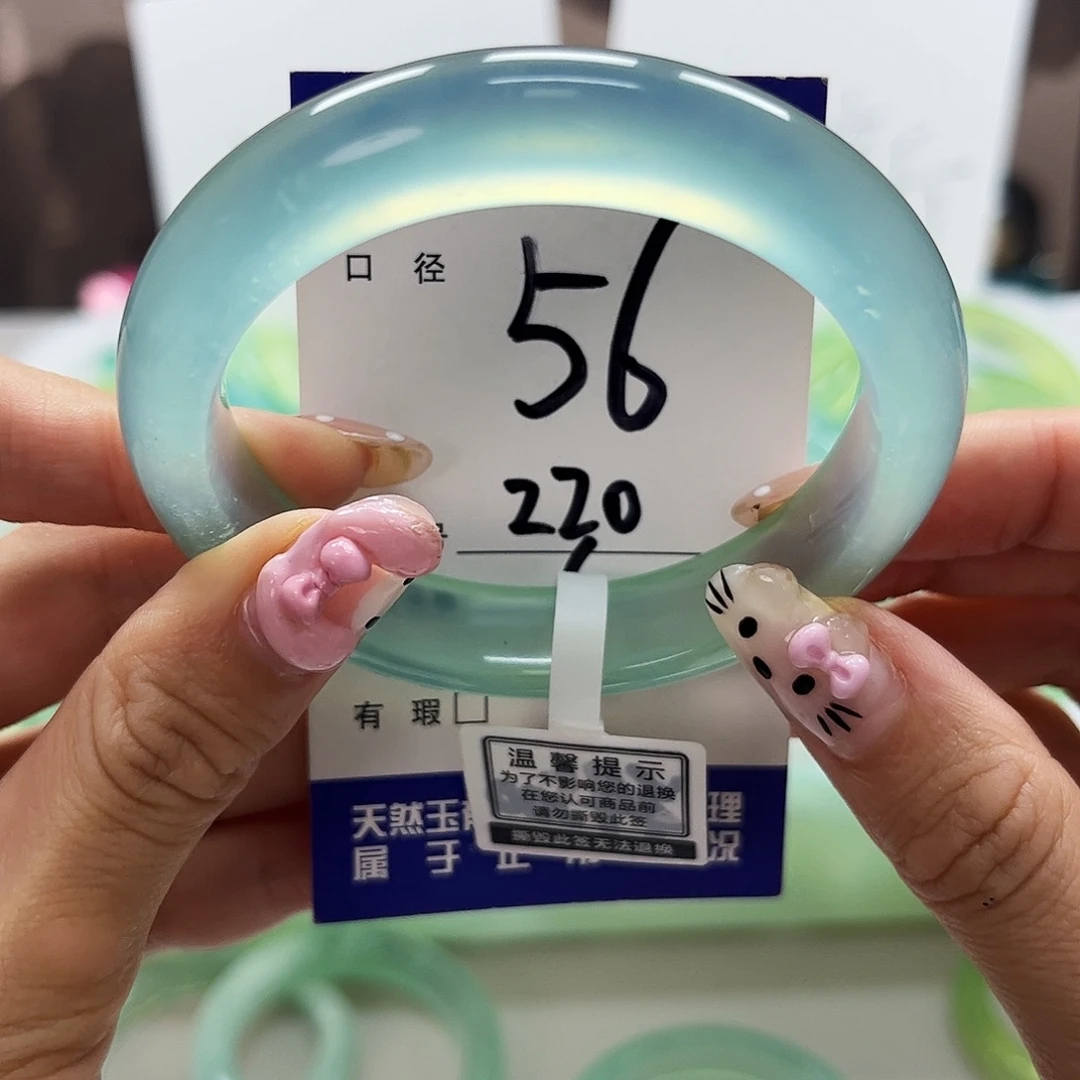 口 径
56
220
有 瑕
温馨提示
为了不影响您的退换
在您认可商品前
请勿撕毁此签
撕毁此签无法退换
天然玉 理
属 于 况